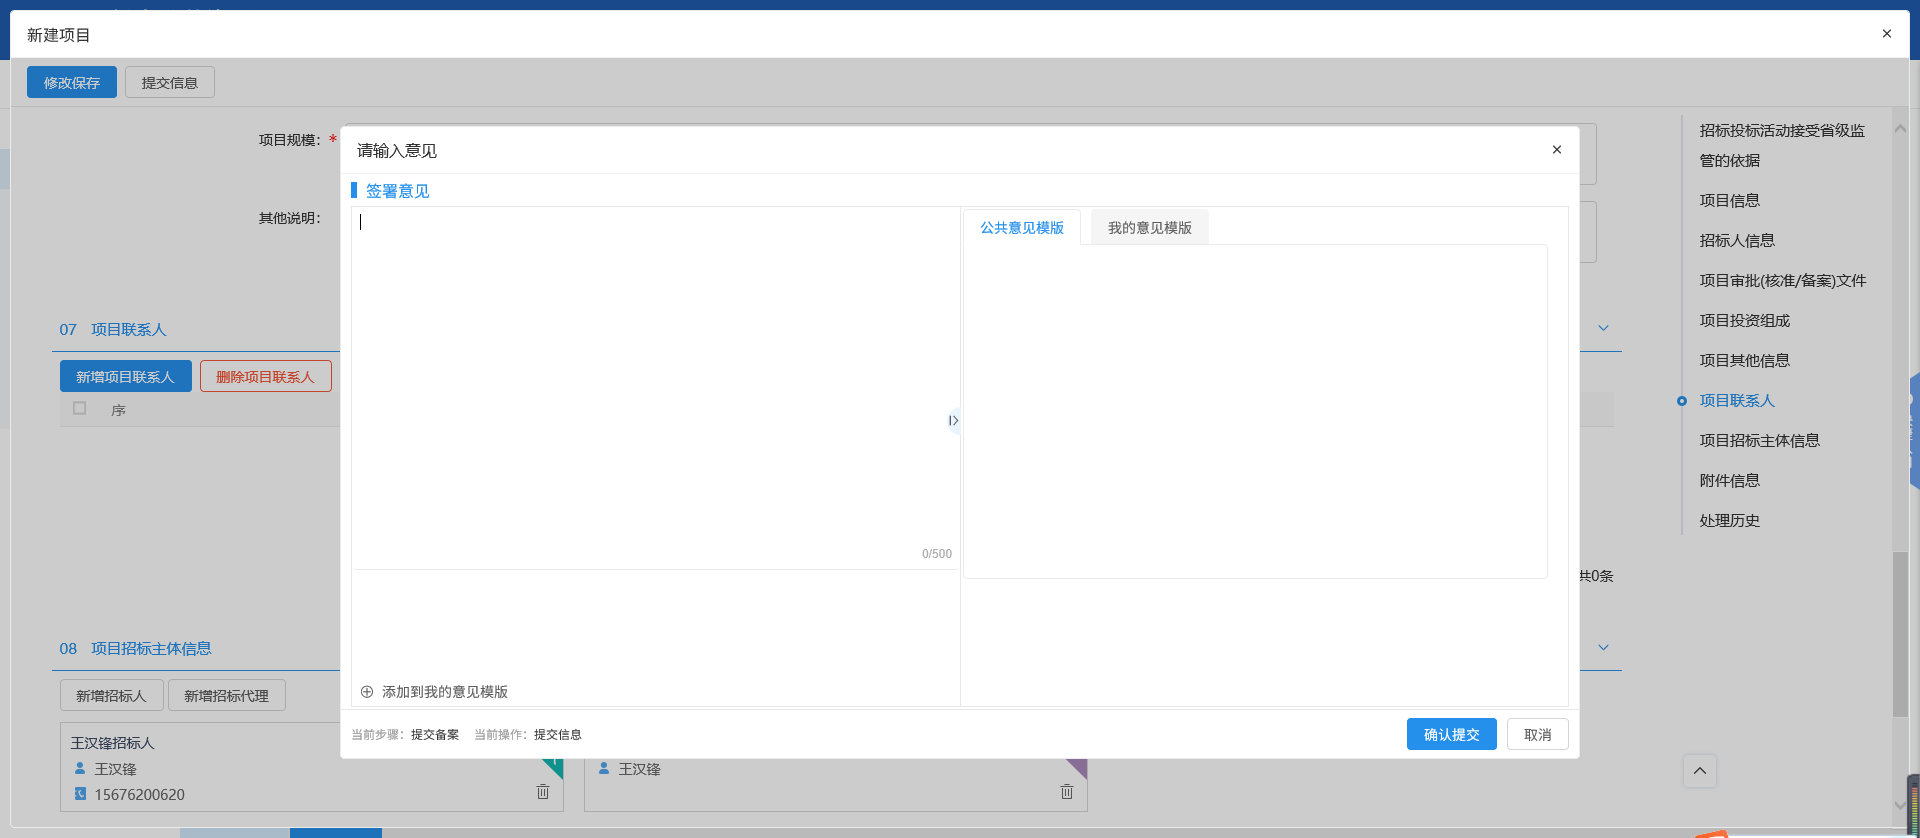 新建项目
×
修改保存 提交信息
项目规模：*
其他说明：
07 项目联系人
新增项目联系人 删除项目联系人
序
共0条
08 项目招标主体信息
新增招标人 新增招标代理
王汉锋招标人
王汉锋
15676200620
王汉锋
请输入意见
×
签署意见
0/500
添加到我的意见模版
公共意见模版 我的意见模版
当前步骤：提交备案 当前操作：提交信息
确认提交 取消
招标投标活动接受省级监
管的依据
项目信息
招标人信息
项目审批(核准/备案)文件
项目投资组成
项目其他信息
项目联系人
项目招标主体信息
附件信息
处理历史